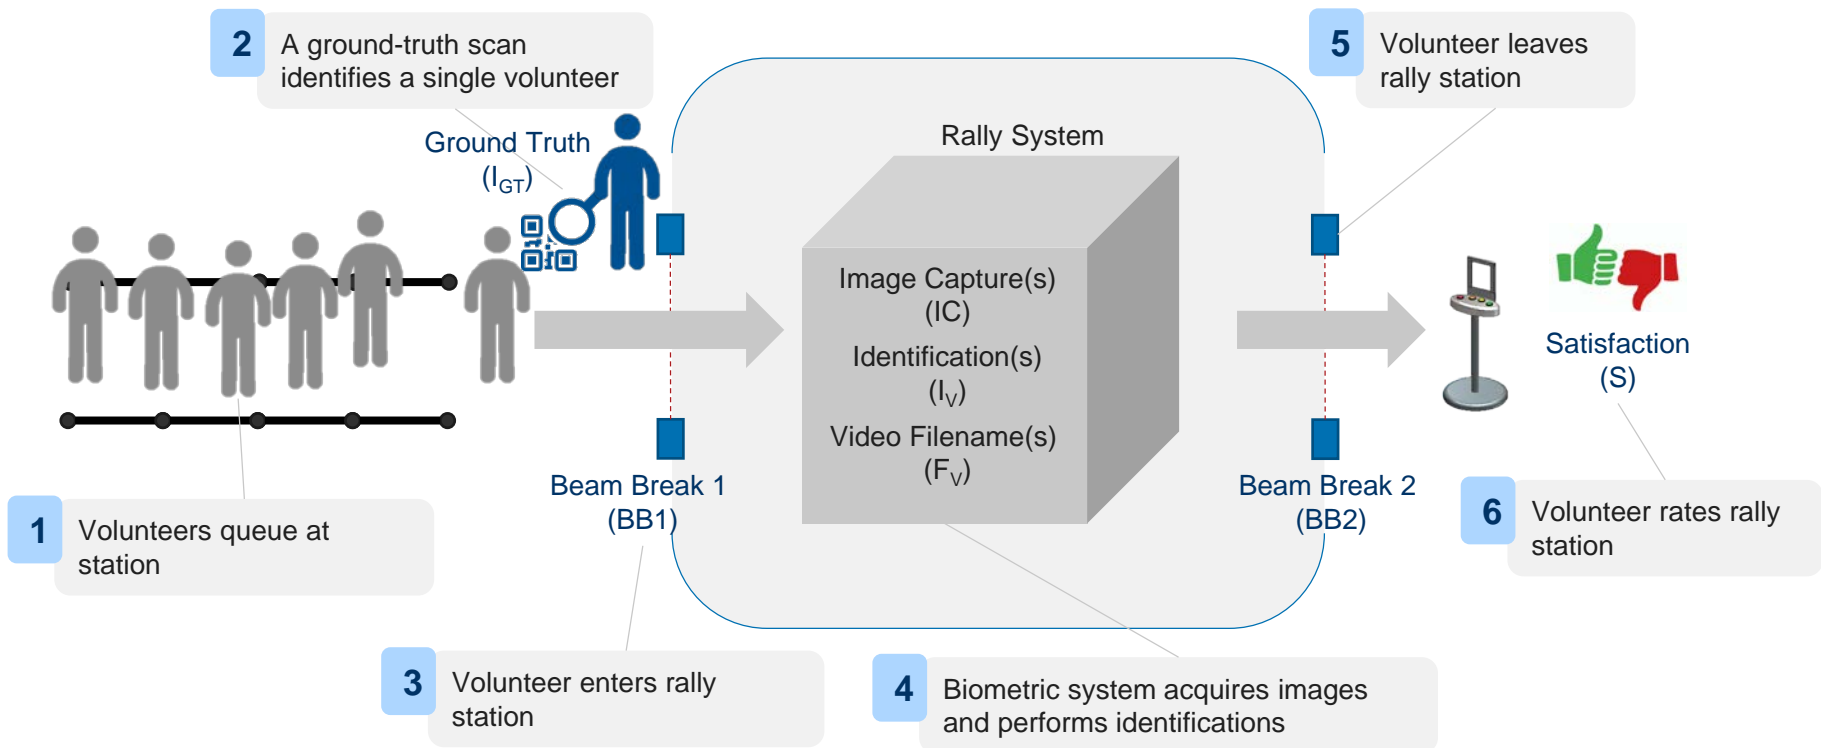 2
A ground-truth scan
identifies a single volunteer
5
Volunteer leaves
rally station
Ground Truth
(I_GT)
Rally System
Image Capture(s)
(IC)
Identification(s)
(I_V)
Video Filename(s)
(F_V)
Satisfaction
(S)
Beam Break 1
(BB1)
Beam Break 2
(BB2)
1
Volunteers queue at
station
6
Volunteer rates rally
station
3
Volunteer enters rally
station
4
Biometric system acquires images
and performs identifications